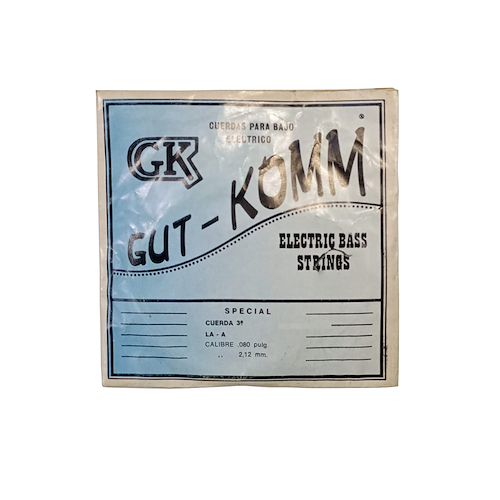 CUERDAS PARA BAJO
ELECTRICO
GK
GUT-KOMM®
ELECTRIC BASS
STRINGS
SPECIAL
CUERDA 3ª
LA - A
CALIBRE .080 pulg.
,, 2,12 mm.